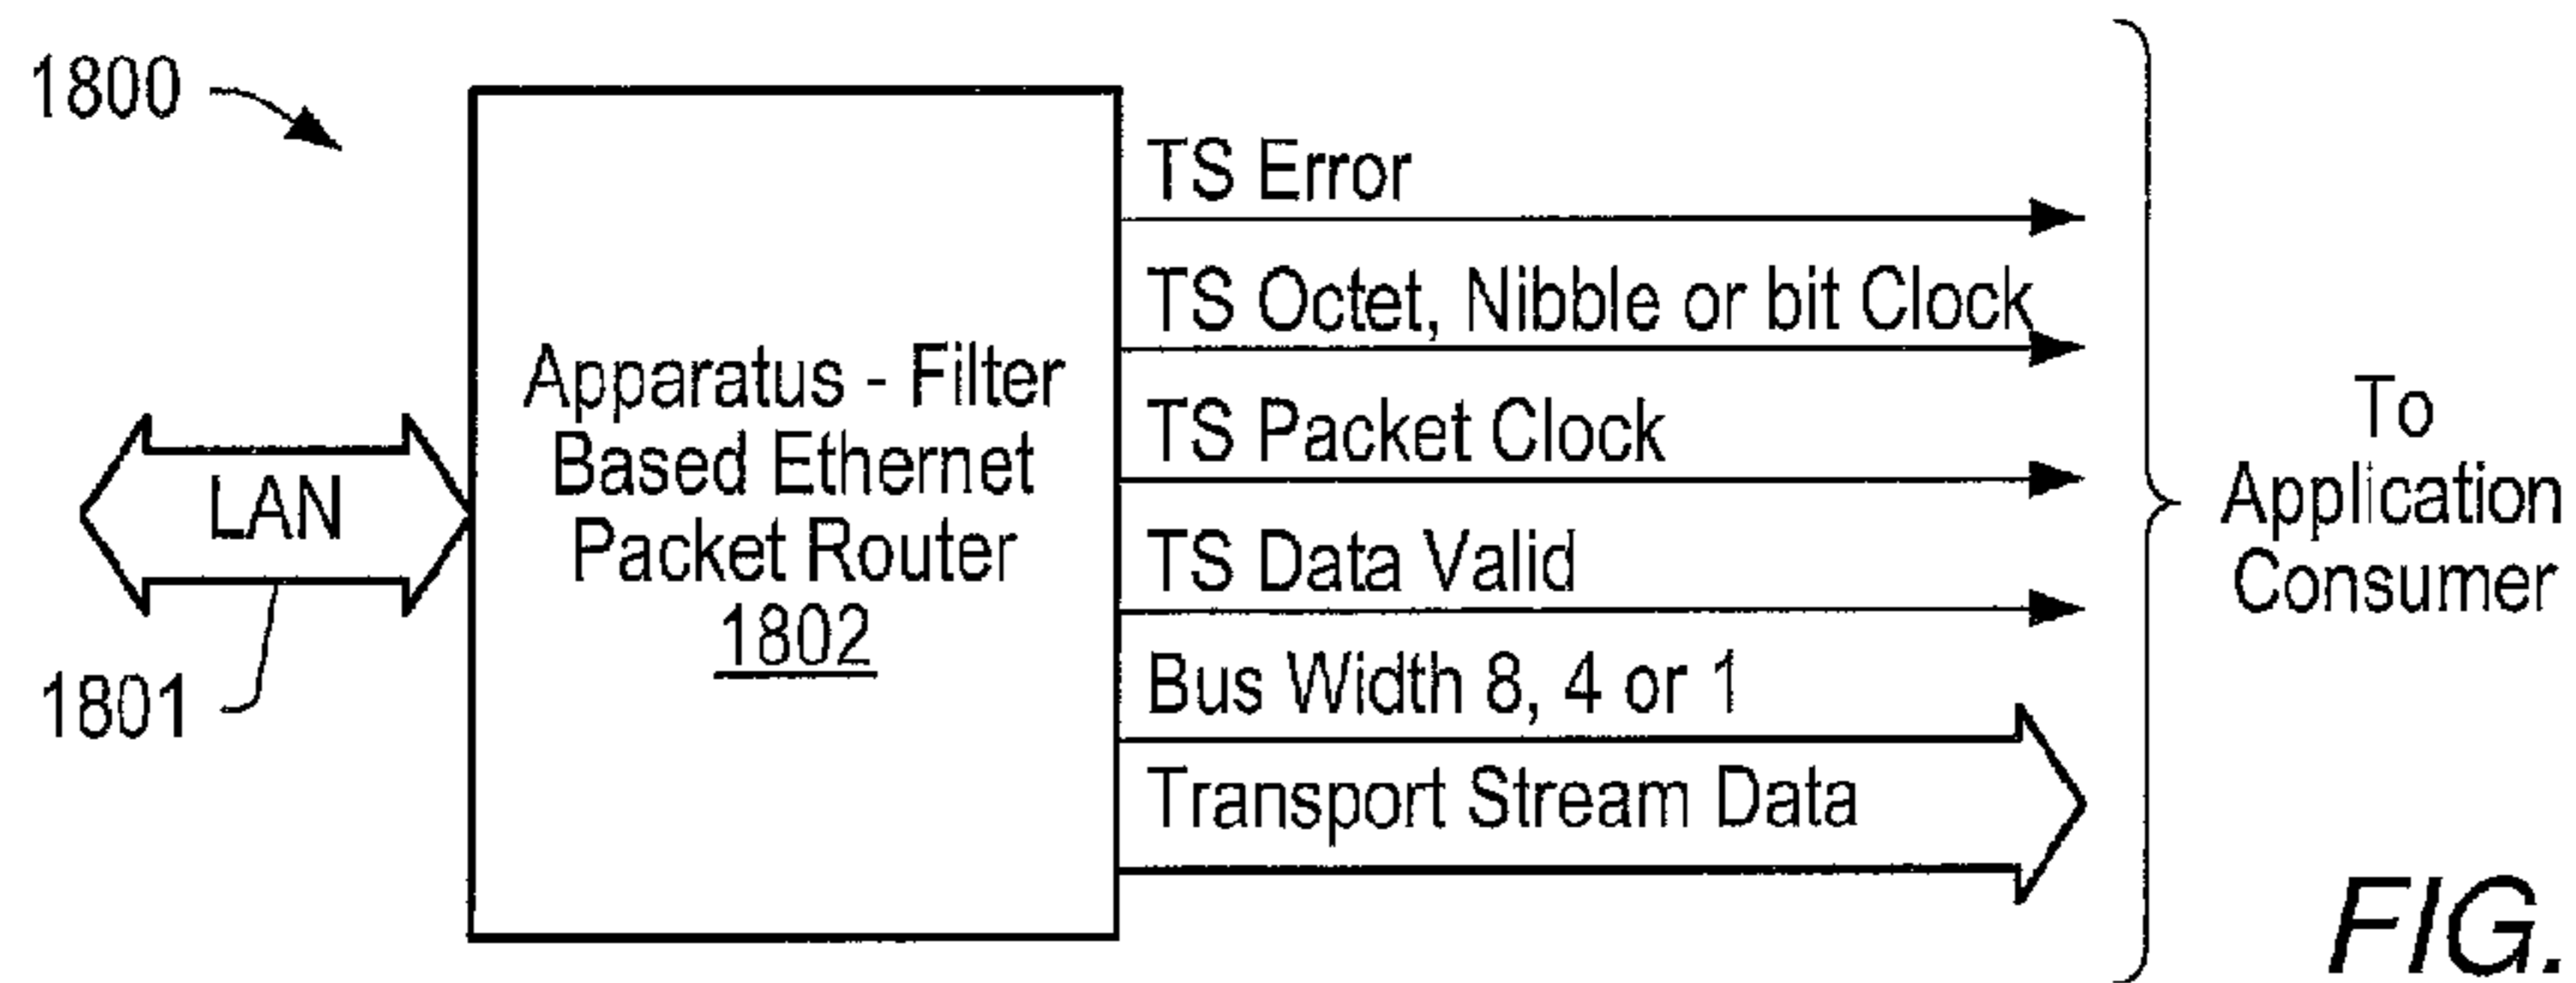 1800
TS Error
TS Octet, Nibble or bit Clock
Apparatus - Filter
Based Ethernet
Packet Router
1802
TS Packet Clock
LAN
TS Data Valid
1801
Bus Width 8, 4 or 1
Transport Stream Data
To
Application
Consumer
FIG.